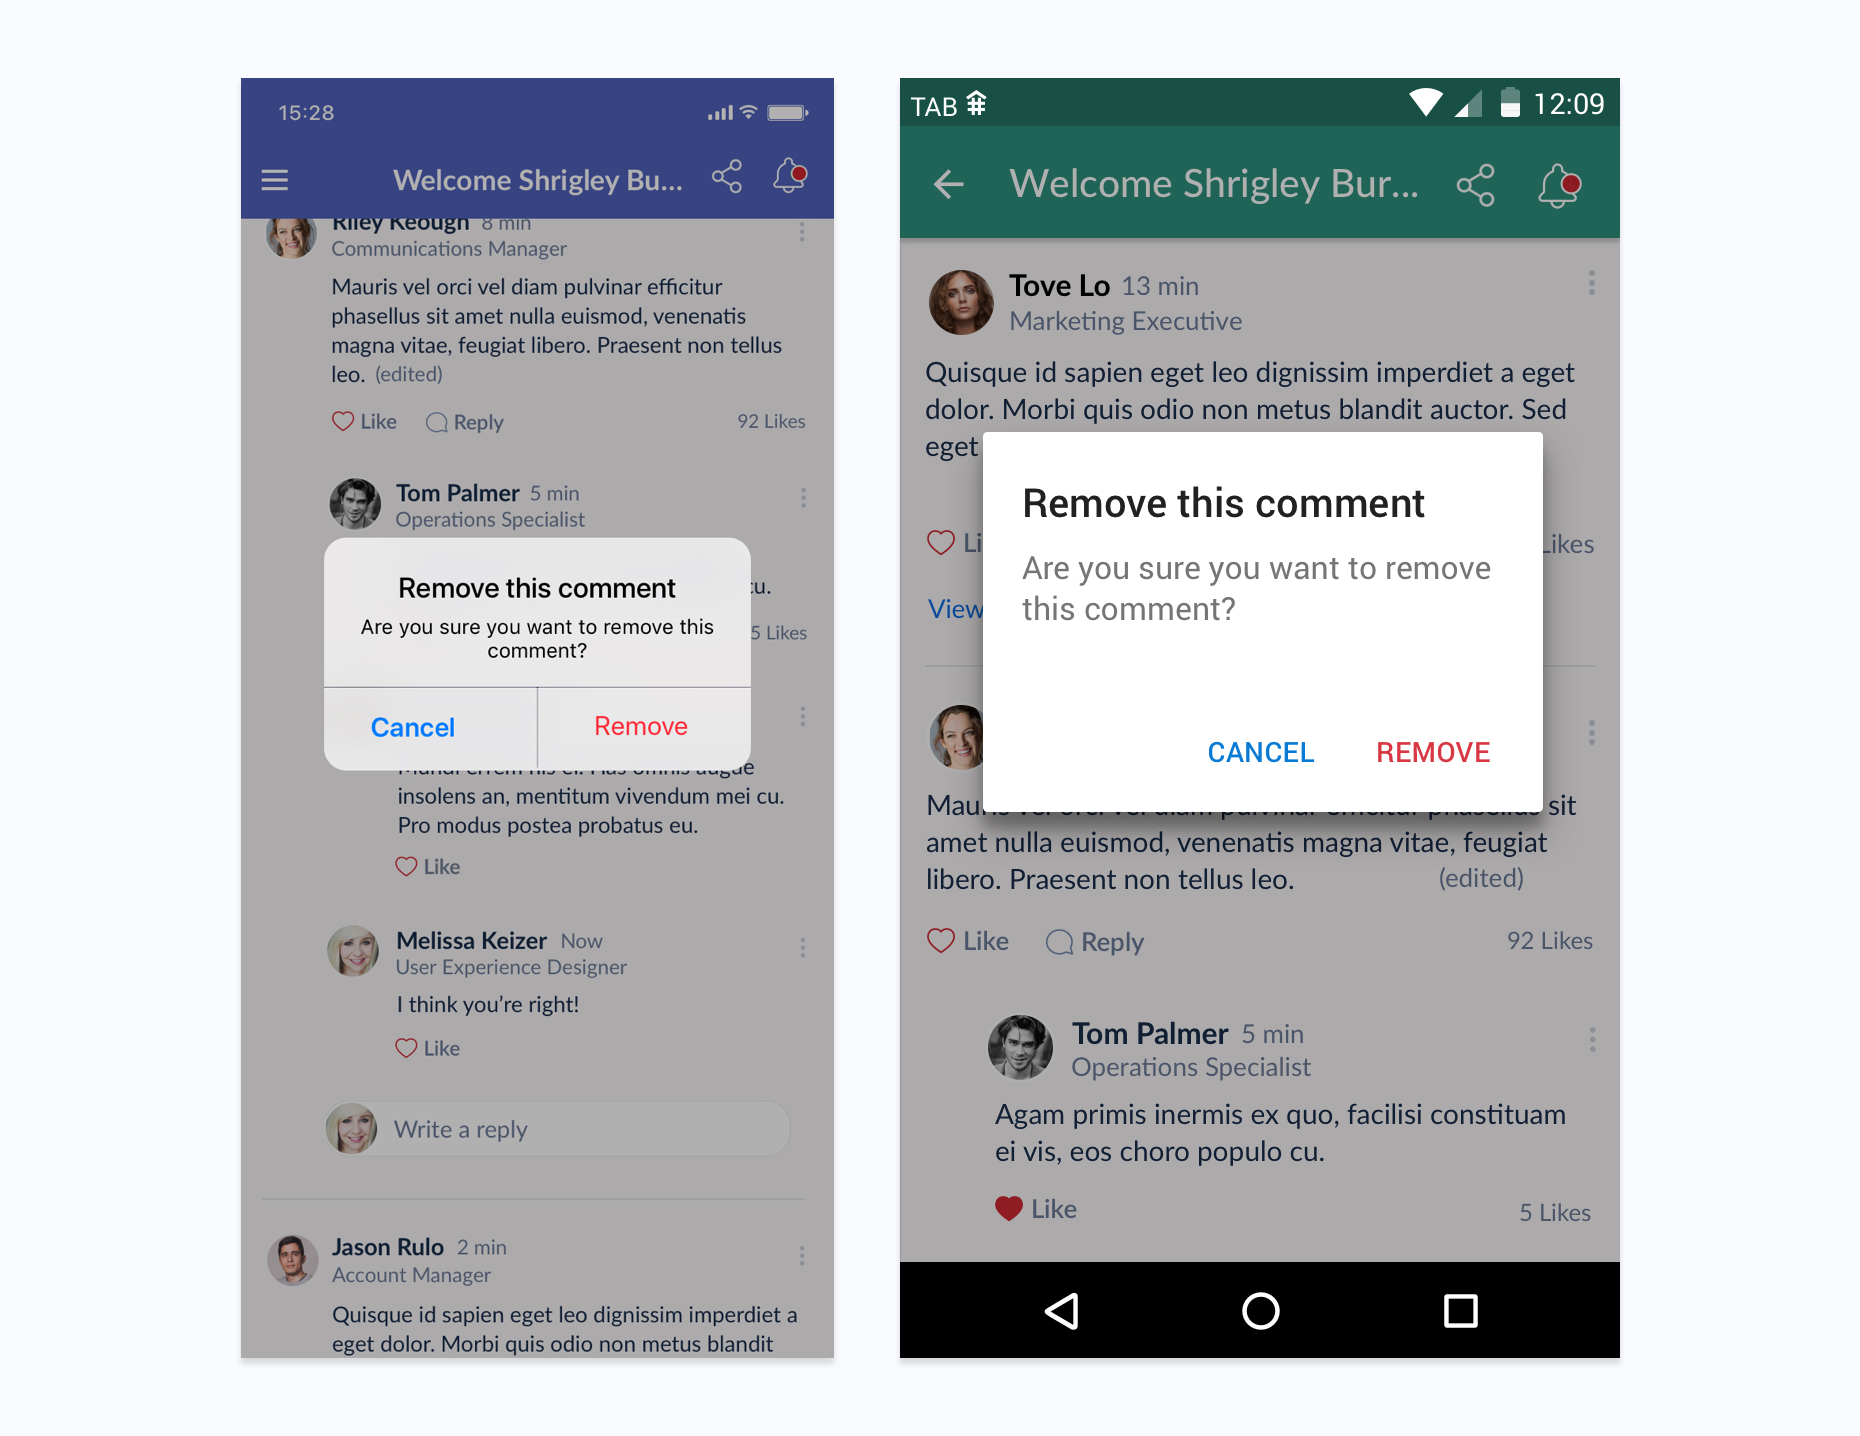 15:28
Welcome Shrigley Bu...
Riley Keough 8 min
Communications Manager
Mauris vel orci vel diam pulvinar efficitur
phasellus sit amet nulla euismod, venenatis
magna vitae, feugiat libero. Praesent non tellus
leo. (edited)
Like Reply 92 Likes
Tom Palmer 5 min
Operations Specialist
cu.
5 Likes
Remove this comment
Are you sure you want to remove this
comment?
Cancel Remove
insolens an, mentitum vivendum mei cu.
Pro modus postea probatus eu.
Like
Melissa Keizer Now
User Experience Designer
I think you’re right!
Like
Write a reply
Jason Rulo 2 min
Account Manager
Quisque id sapien eget leo dignissim imperdiet a
eget dolor. Morbi quis odio non metus blandit
TAB 12:09
Welcome Shrigley Bur...
Tove Lo 13 min
Marketing Executive
Quisque id sapien eget leo dignissim imperdiet a eget
dolor. Morbi quis odio non metus blandit auctor. Sed
eget
Li Likes
View
Remove this comment
Are you sure you want to remove
this comment?
CANCEL REMOVE
Mauris vel orci vel diam pulvinar efficitur phasellus sit
amet nulla euismod, venenatis magna vitae, feugiat
libero. Praesent non tellus leo. (edited)
Like Reply 92 Likes
Tom Palmer 5 min
Operations Specialist
Agam primis inermis ex quo, facilisi constituam
ei vis, eos choro populo cu.
Like 5 Likes